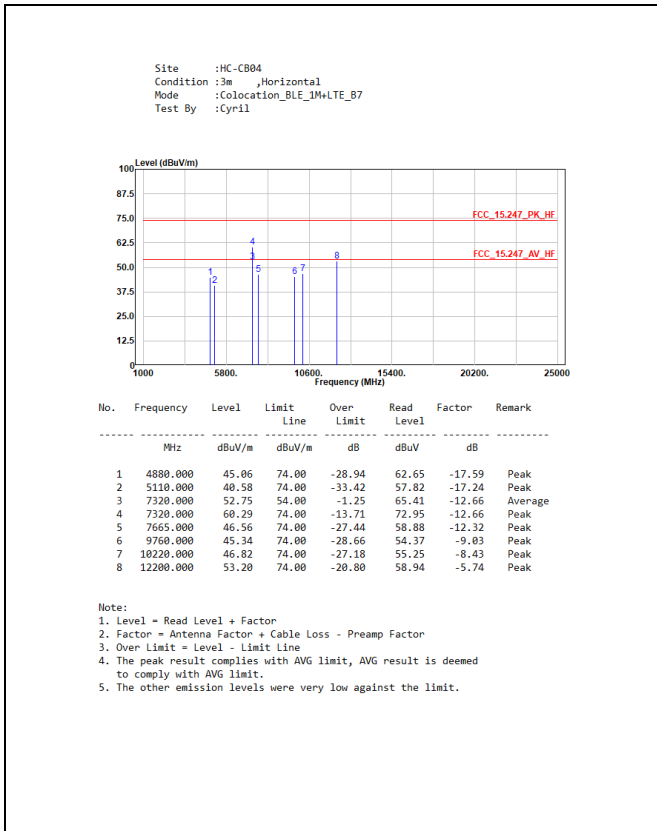 Site :HC-CB04
Condition :3m ,Horizontal
Mode :Colocation_BLE_1M+LTE_B7
Test By :Cyril
Level (dBuV/m)
100
87.5
75.0
62.5
50.0
37.5
25.0
12.5
0
FCC_15.247_PK_HF
FCC_15.247_AV_HF
1
2
3
4
5
6
7
8
1000 5800. 10600. 15400. 20200. 25000
Frequency (MHz)
No. Frequency Level Limit Over Read Factor Remark
Line Limit Level
------ ----------- -------- --------- --------- -------- -------- ---------
MHz dBuV/m dBuV/m dB dBuV dB
1 4880.000 45.06 74.00 -28.94 62.65 -17.59 Peak
2 5110.000 40.58 74.00 -33.42 57.82 -17.24 Peak
3 7320.000 52.75 54.00 -1.25 65.41 -12.66 Average
4 7320.000 60.29 74.00 -13.71 72.95 -12.66 Peak
5 7665.000 46.56 74.00 -27.44 58.88 -12.32 Peak
6 9760.000 45.34 74.00 -28.66 54.37 -9.03 Peak
7 10220.000 46.82 74.00 -27.18 55.25 -8.43 Peak
8 12200.000 53.20 74.00 -20.80 58.94 -5.74 Peak
Note:
1. Level = Read Level + Factor
2. Factor = Antenna Factor + Cable Loss - Preamp Factor
3. Over Limit = Level - Limit Line
4. The peak result complies with AVG limit, AVG result is deemed
to comply with AVG limit.
5. The other emission levels were very low against the limit.